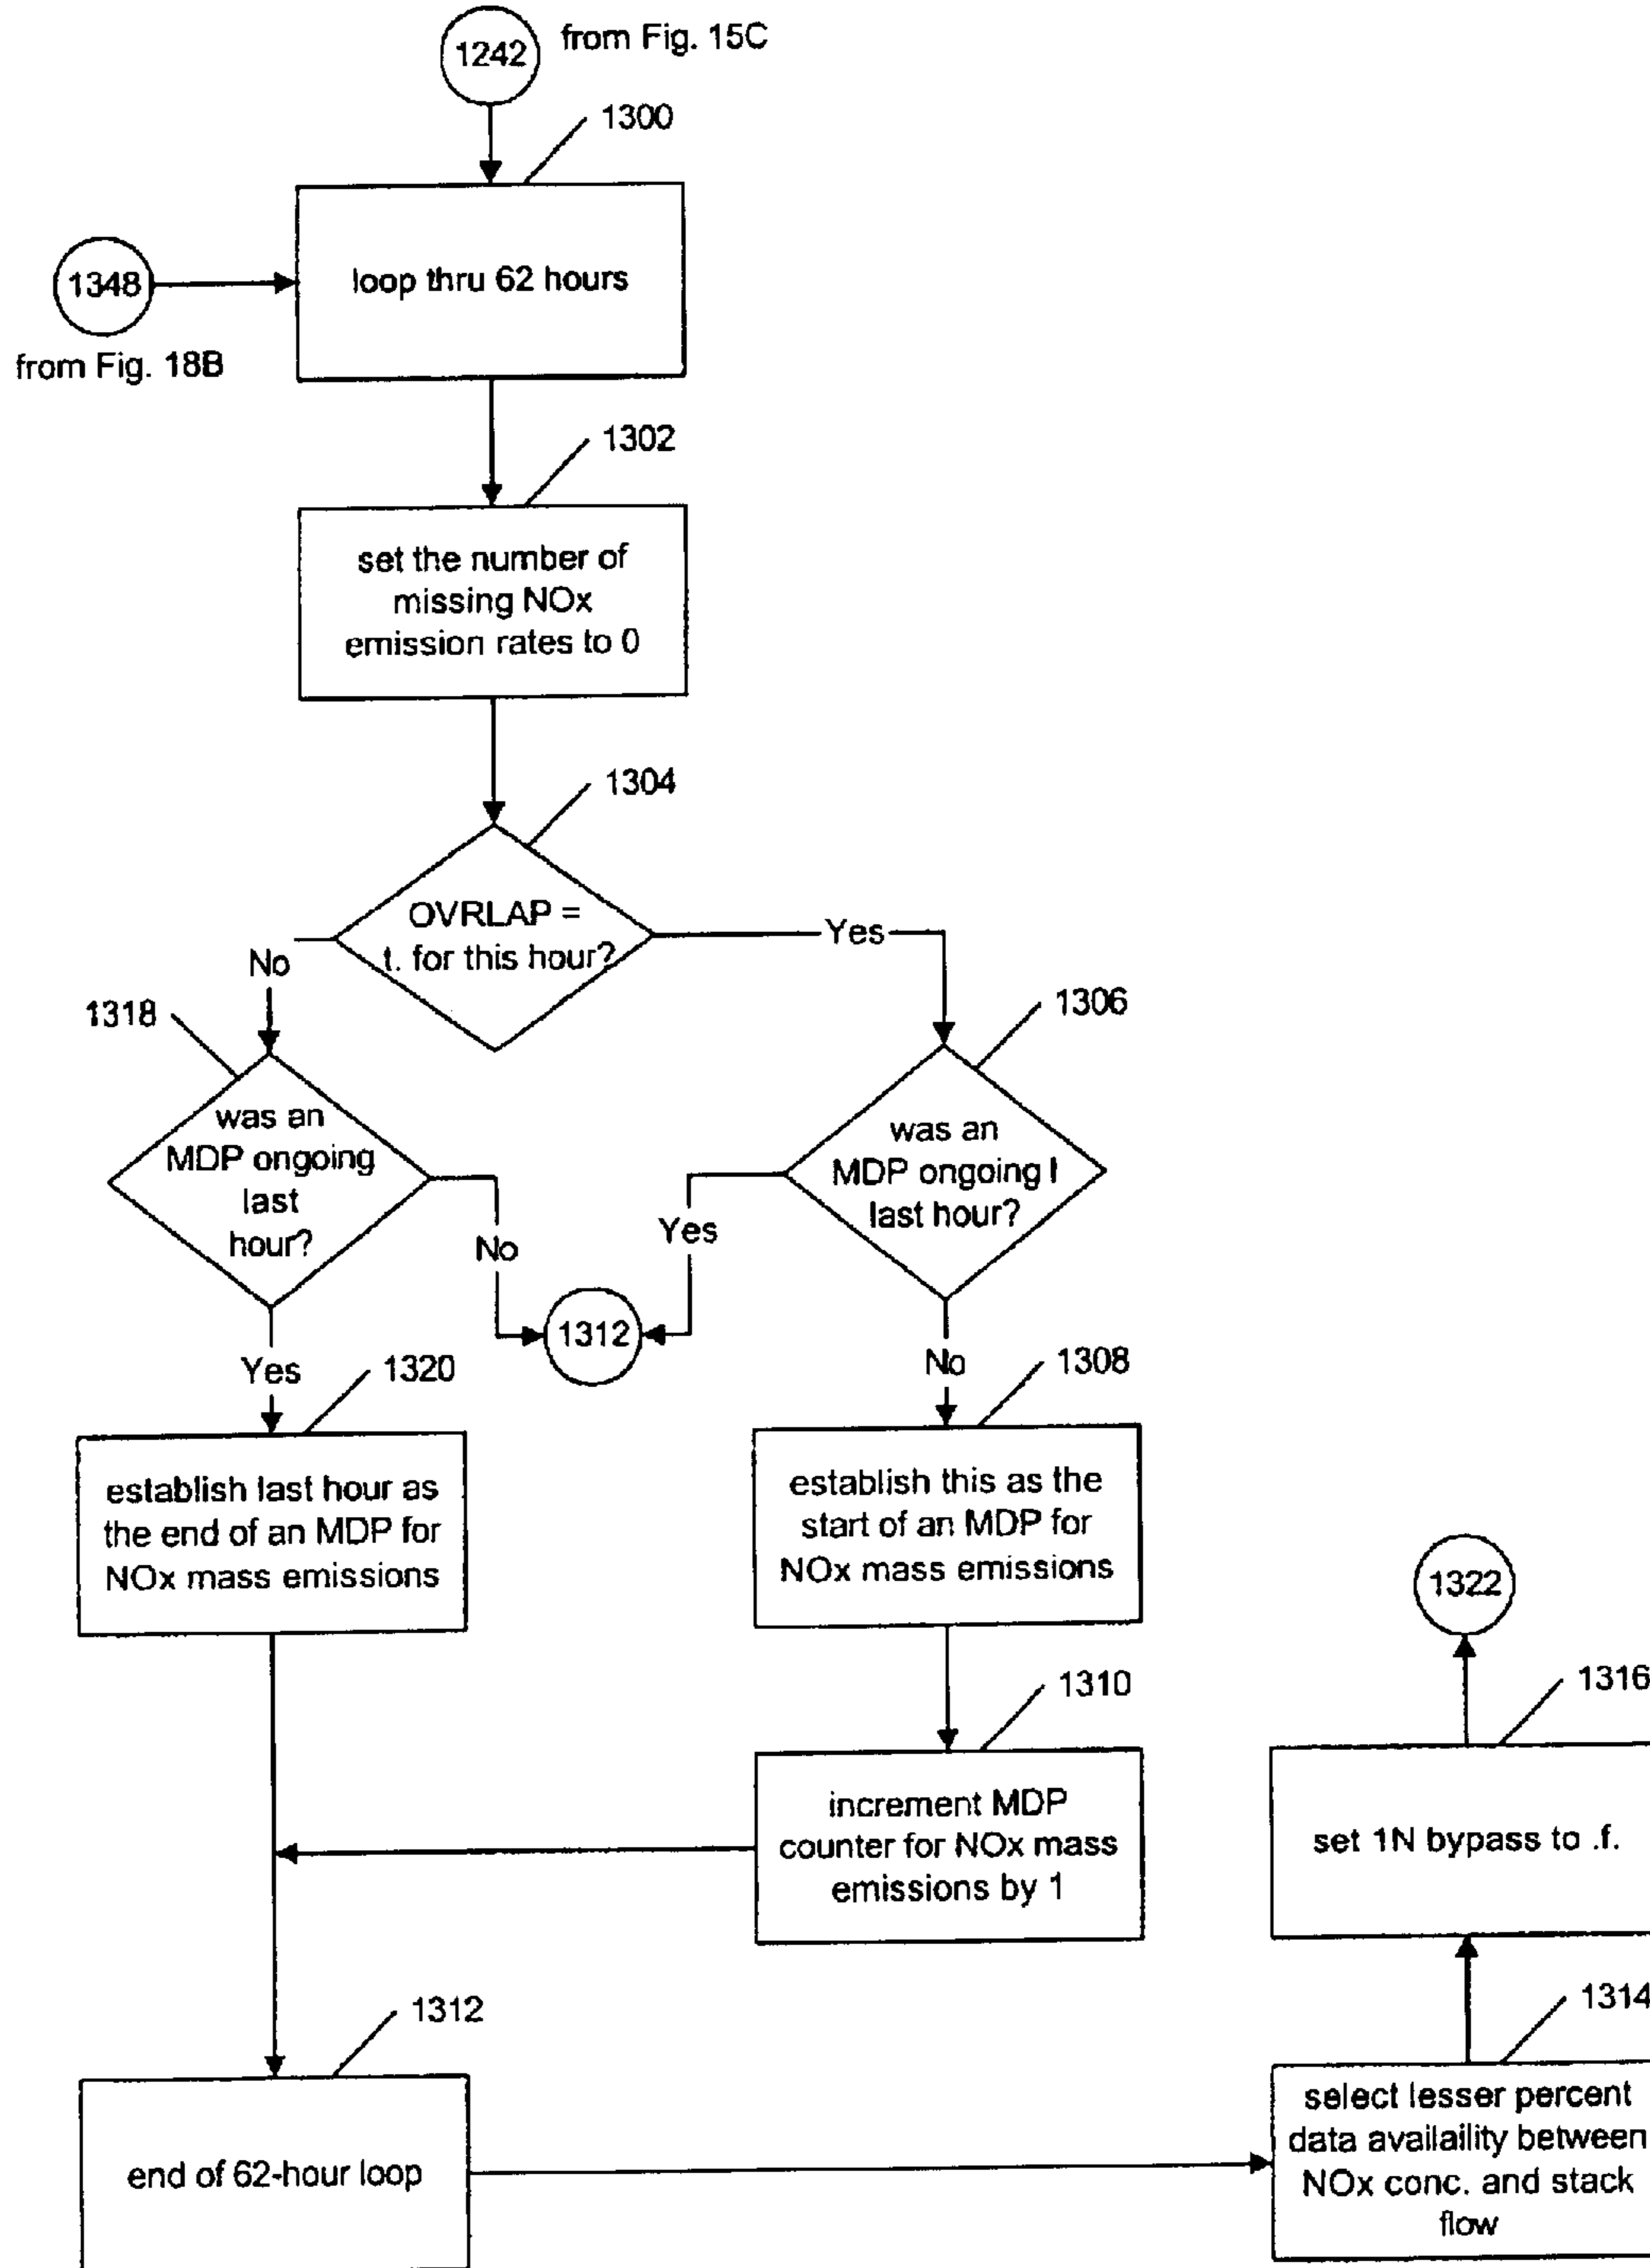 1242
from Fig. 15C
1300
loop thru 62 hours
1348
from Fig. 18B
1302
set the number of
missing NOx
emission rates to 0
1304
OVRLAP =
t. for this hour?
No
Yes
1318
was an
MDP ongoing
last
hour?
1306
was an
MDP ongoing I
last hour?
No
Yes
1312
Yes
1320
No
1308
establish last hour as
the end of an MDP for
NOx mass emissions
establish this as the
start of an MDP for
NOx mass emissions
1322
1310
1316
increment MDP
counter for NOx mass
emissions by 1
set 1N bypass to .f.
1312
1314
end of 62-hour loop
select lesser percent
data availaility between
NOx conc. and stack
flow